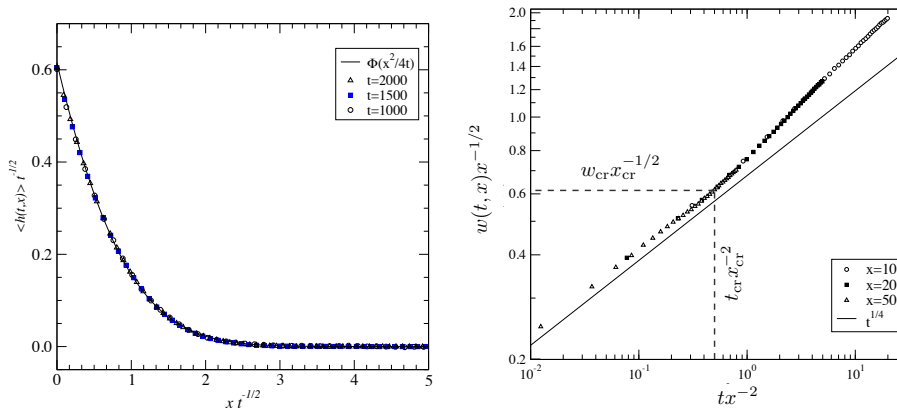 Φ(x²/4t)
t=2000
t=1500
t=1000
<h(t,x)> t^-1/2
0.6
0.4
0.2
0.0
0 1 2 3 4 5
x t^-1/2
2.0
1.8
1.6
1.4
1.2
1.0
0.8
0.6
0.4
0.2
w(t, x)x^−1/2
w_cr x_cr^−1/2
t_cr x_cr^−2
x=10
x=20
x=50
t^1/4
10^-2 10^-1 10^0 10^1
tx^−2